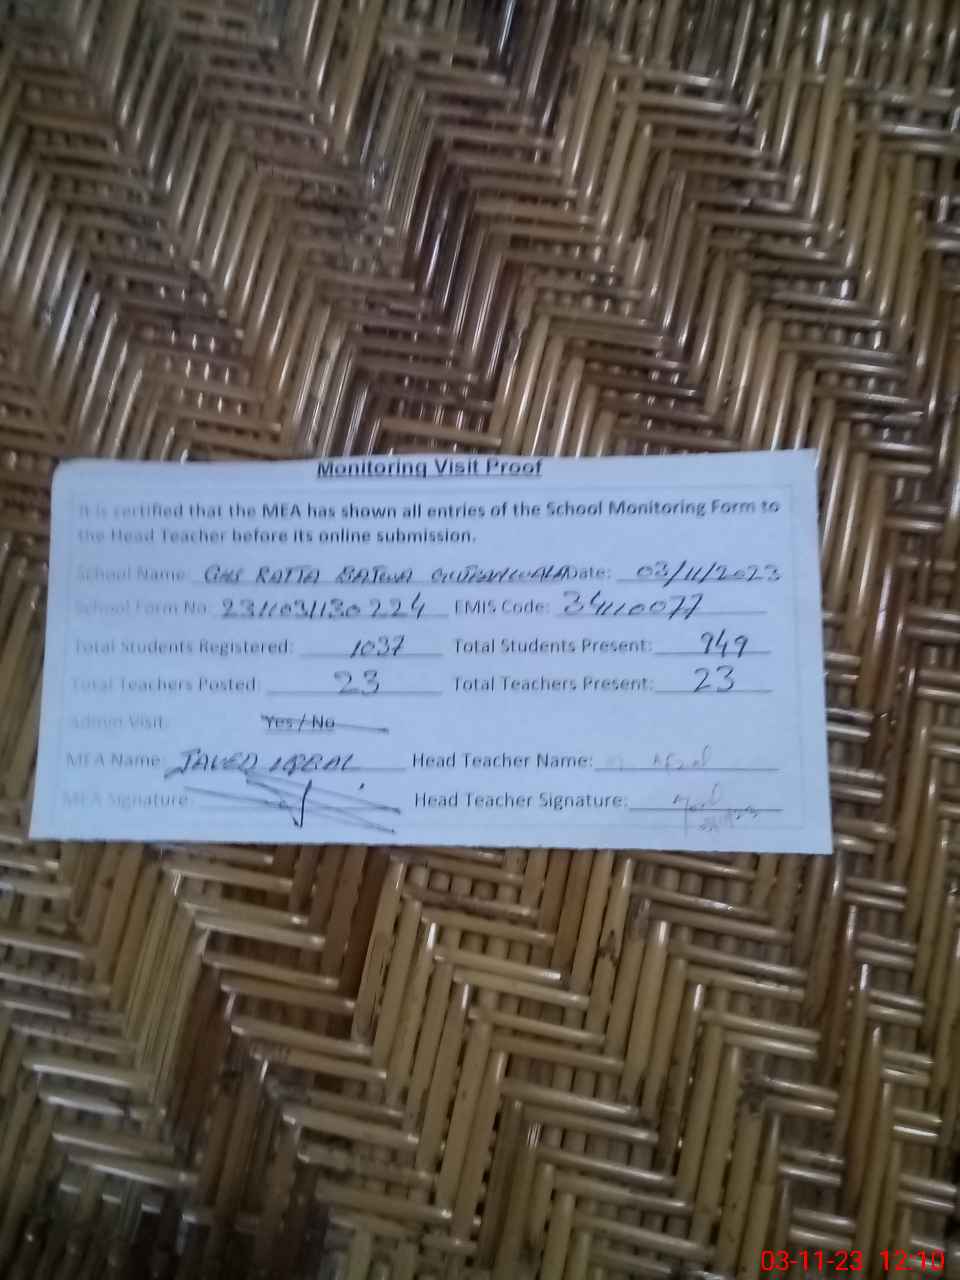 Monitoring Visit Proof
It is certified that the MEA has shown all entries of the School Monitoring Form to
the Head Teacher before its online submission.
School Name: GHS RATTA BAJWA Date: 03/11/2023
School Form No: 2311031130224 EMIS Code: 34110077
Total Students Registered: 1037 Total Students Present: 949
Total Teachers Posted: 23 Total Teachers Present: 23
Admin Visit: Yes / No
MEA Name: JAVED IQBAL Head Teacher Name: Afzal
MEA Signature: Head Teacher Signature:
03-11-23 12:10